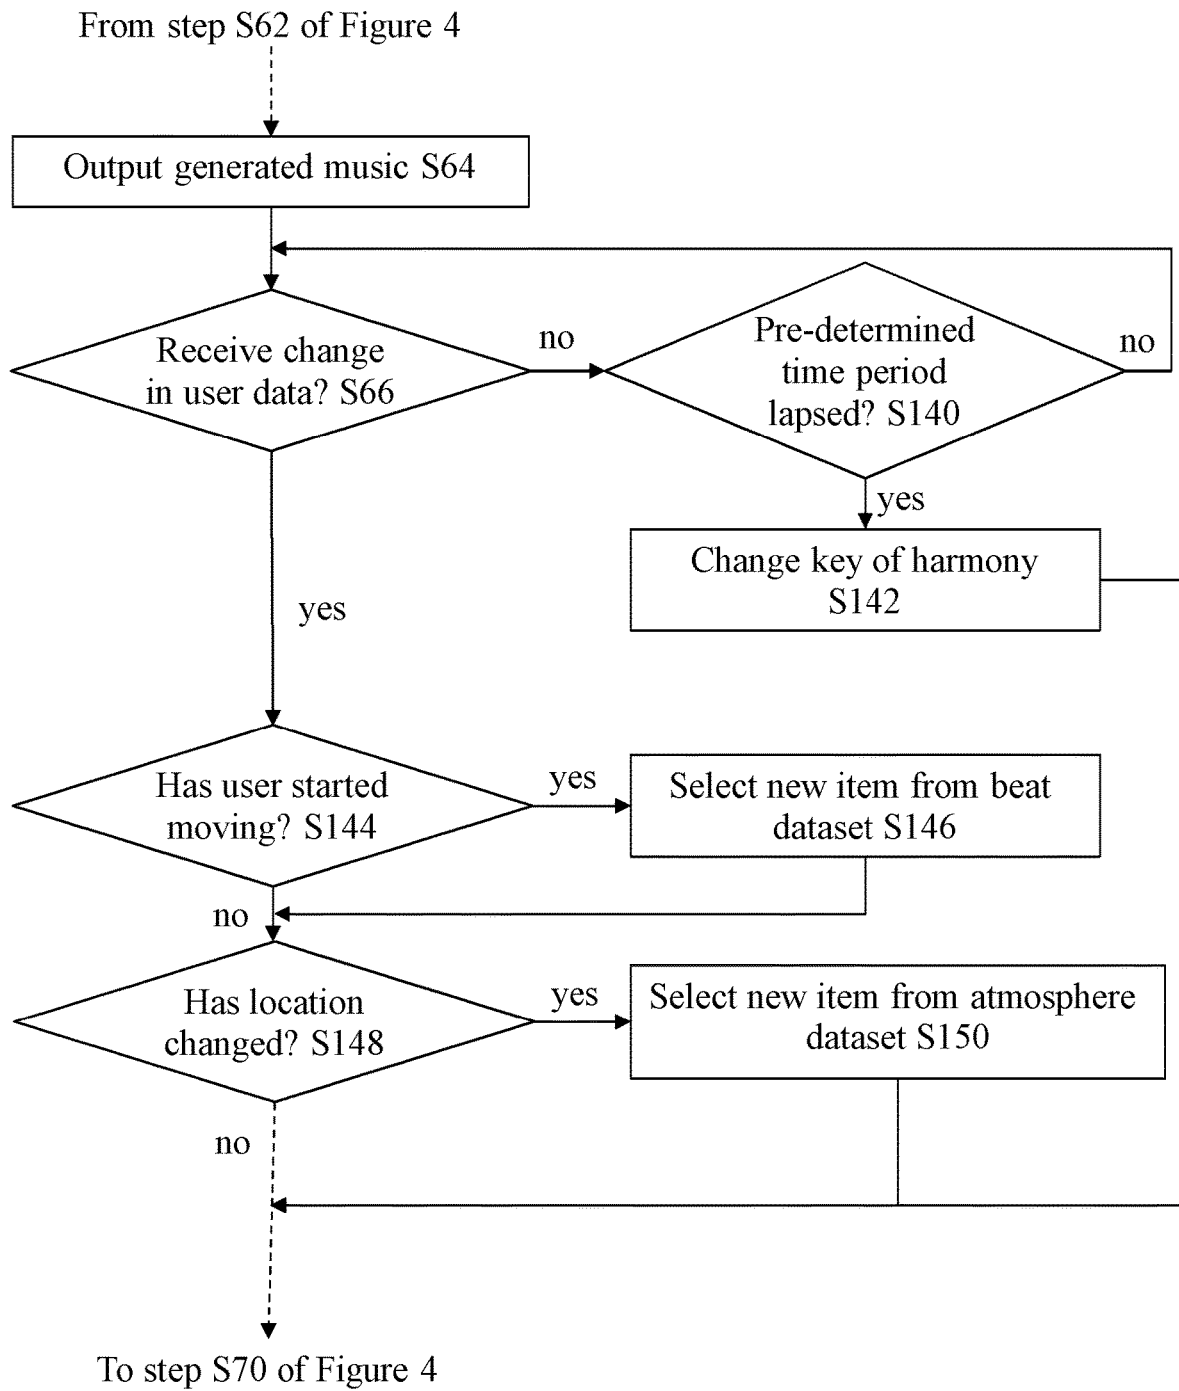 From step S62 of Figure 4
Output generated music S64
Receive change
in user data? S66
no
Pre-determined
time period
lapsed? S140
no
yes
Change key of harmony
S142
yes
Has user started
moving? S144
yes
Select new item from beat
dataset S146
no
Has location
changed? S148
yes
Select new item from atmosphere
dataset S150
no
To step S70 of Figure 4